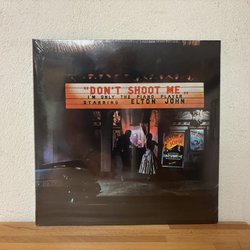 "DON'T SHOOT ME
I'M ONLY THE PIANO PLAYER"
STARRING ELTON JOHN